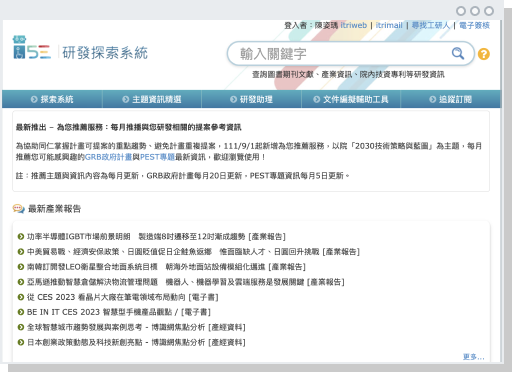 登入者：陳姿瑀 itriweb | itrimail | 尋找工研人 | 電子簽核
SE 研發探索系統
輸入關鍵字
查詢圖書期刊文獻、產業資訊、院內技資專利等研發資訊
探索系統 主題資訊精選 研發助理 文件編擬輔助工具 追蹤訂閱
最新推出 – 為您推薦服務：每月推播與您研發相關的提案參考資訊
為協助同仁掌握計畫可提案的重點趨勢、避免計畫重複提案，111/9/1起新增為您推薦服務，以院「2030技術策略與藍圖」為主題，每月
推薦您可能感興趣的GRB政府計畫與PEST專題最新資訊，歡迎瀏覽使用！
註：推薦主題與資訊內容為每月更新，GRB政府計畫每月20日更新，PEST專題資訊每月5日更新。
最新產業報告
功率半導體IGBT市場前景明朗 製造端8吋遷移至12吋漸成趨勢 [產業報告]
中美貿易戰、經濟安保政策、日圓貶值促日企鮭魚返鄉 惟面臨缺人才、日圓回升挑戰 [產業報告]
南韓訂開發LEO衛星整合地面系統目標 朝海外地面站設備模組化邁進 [產業報告]
亞馬遜推動智慧倉儲解決物流管理問題 機器人、機器學習及雲端服務是發展關鍵 [產業報告]
從 CES 2023 看晶片大廠在筆電領域布局動向 [電子書]
BE IN IT CES 2023 智慧型手機產品觀點 / [電子書]
全球智慧城市趨勢發展與案例思考 - 博識網焦點分析 [產經資料]
日本創業政策動態及科技新創亮點 - 博識網焦點分析 [產經資料]
更多...